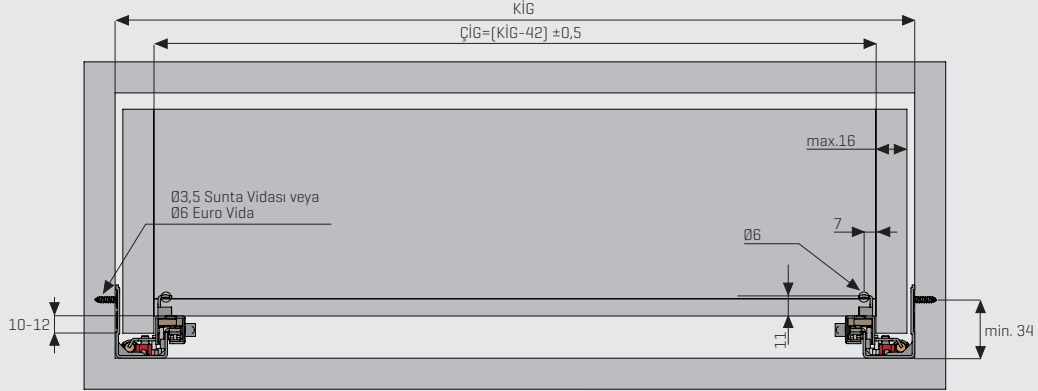 KİG
ÇİG=(KİG-42) ±0,5
max.16
Ø3,5 Sunta Vidası veya
Ø6 Euro Vida
7
Ø6
10-12
11
min. 34